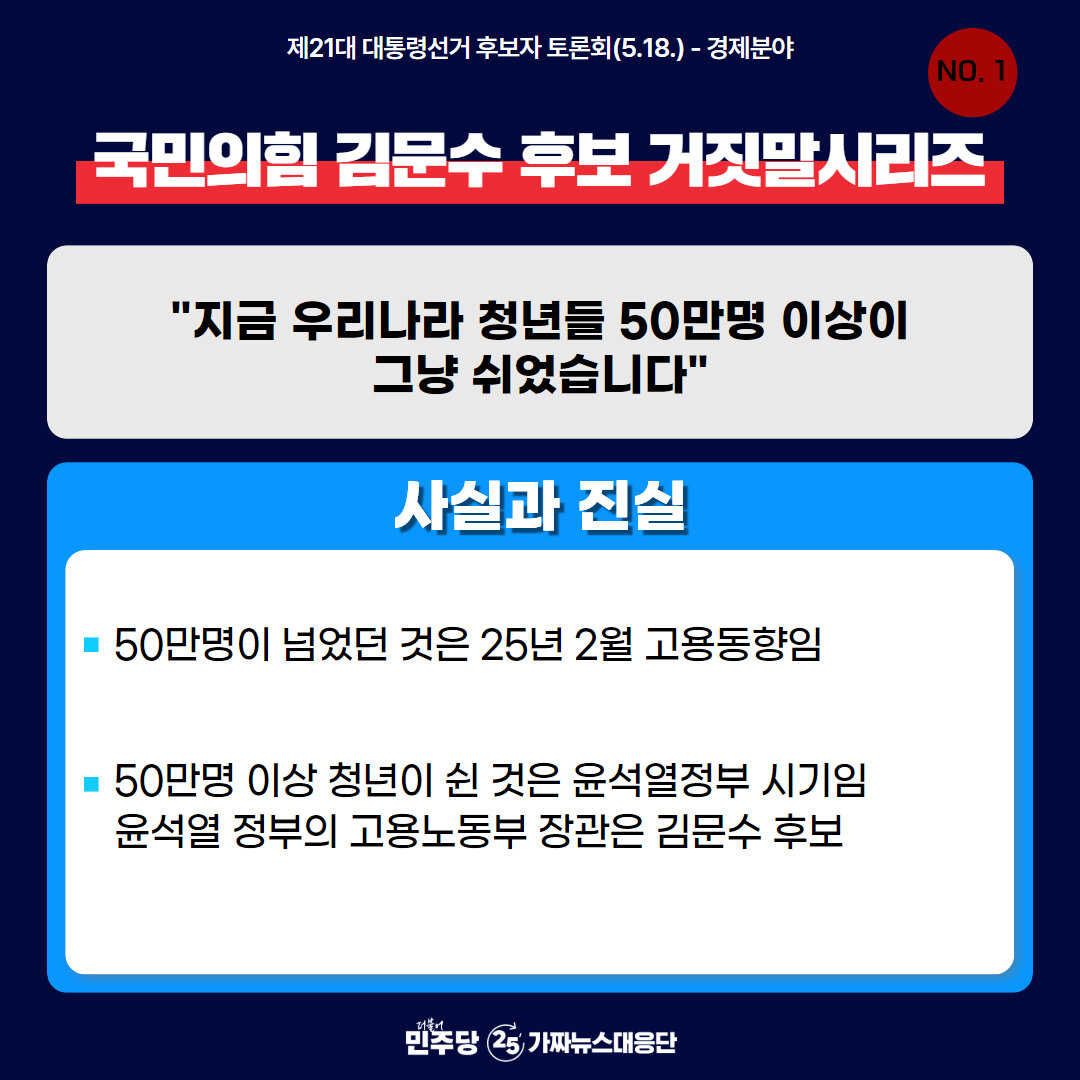 제21대 대통령선거 후보자 토론회(5.18.) - 경제분야
NO. 1
국민의힘 김문수 후보 거짓말시리즈
"지금 우리나라 청년들 50만명 이상이
그냥 쉬었습니다"
사실과 진실
50만명이 넘었던 것은 25년 2월 고용동향임
50만명 이상 청년이 쉰 것은 윤석열정부 시기임
윤석열 정부의 고용노동부 장관은 김문수 후보
더불어
민주당 25 가짜뉴스대응단